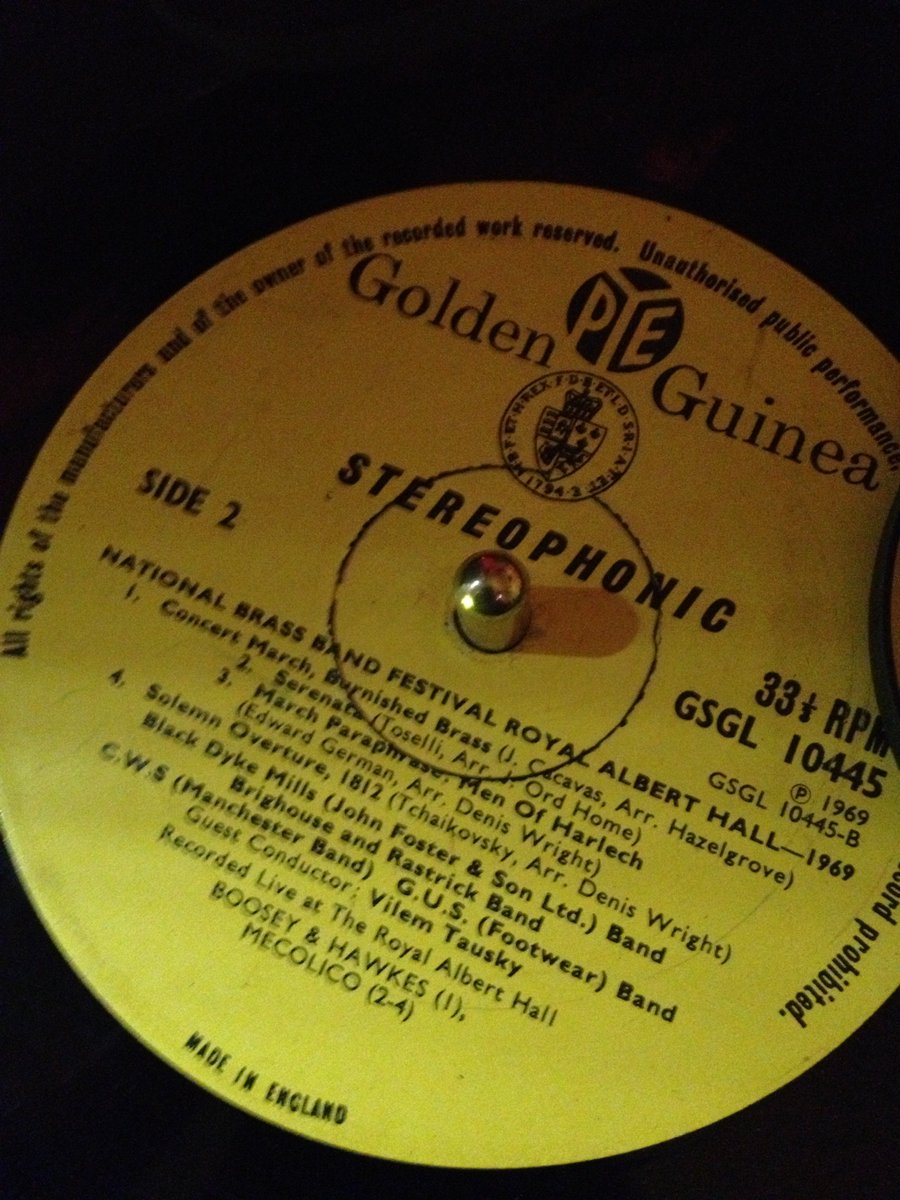 All rights of the manufacturers and of the owner of the recorded work reserved. Unauthorised public performance,
cord prohibited.
Golden PYE Guinea
1794
STEREOPHONIC
SIDE 2
33⅓ RPM
GSGL 10445
℗ 1969
GSGL 10445-B
NATIONAL BRASS BAND FESTIVAL ROYAL ALBERT HALL—1969
1. Concert March, Burnished Brass (J. Cacavas, Arr. Hazelgrove)
2. Serenata (Toselli, Arr. J. Ord Home)
3. March Paraphrase, Men Of Harlech
(Edward German, Arr. Denis Wright)
4. Solemn Overture, 1812 (Tchaikovsky, Arr. Denis Wright)
Black Dyke Mills (John Foster & Son Ltd.) Band
Brighouse and Rastrick Band
C.W.S (Manchester Band) G.U.S. (Footwear) Band
Guest Conductor: Vilem Tausky
Recorded Live at The Royal Albert Hall
BOOSEY & HAWKES (1),
MECOLICO (2-4)
MADE IN ENGLAND